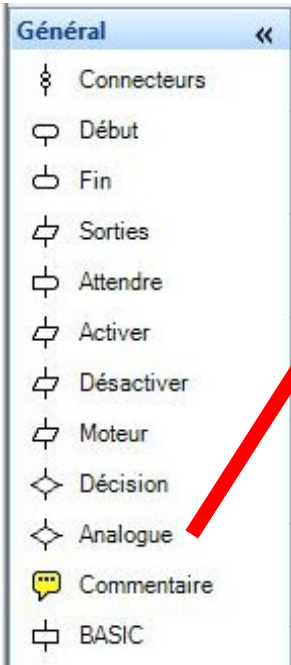 Général «
Connecteurs
Début
Fin
Sorties
Attendre
Activer
Désactiver
Moteur
Décision
Analogue
Commentaire
BASIC